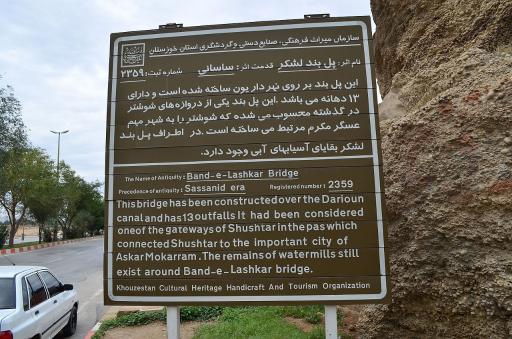 سازمان میراث فرهنگی، صنایع دستی و گردشگری استان خوزستان
نام اثر: پل بند لشکر قدمت اثر: ساسانی شماره ثبت: ۲۳۵۹
این پل بند بر روی نهر داریون ساخته شده است و دارای
۱۳ دهانه می باشد .این پل بند یکی از دروازه های شوشتر
در گذشته محسوب می شده که شوشتر را به شهر مهم
عسگر مکرم مرتبط می ساخته است .در اطراف پل بند
لشکر بقایای آسیابهای آبی وجود دارد.
The Name of Antiquity: Band-e-Lashkar Bridge
Precedence of antiquity: Sassanid era Registered number: 2359
This bridge has been constructed over the Darioun
canal and has 13 outfalls It had been considered
one of the gateways of Shushtar in the pas which
connected Shushtar to the important city of
Askar Mokarram. The remains of watermills still
exist around Band-e-Lashkar bridge.
Khouzestan Cultural Heritage Handicraft And Tourism Organization